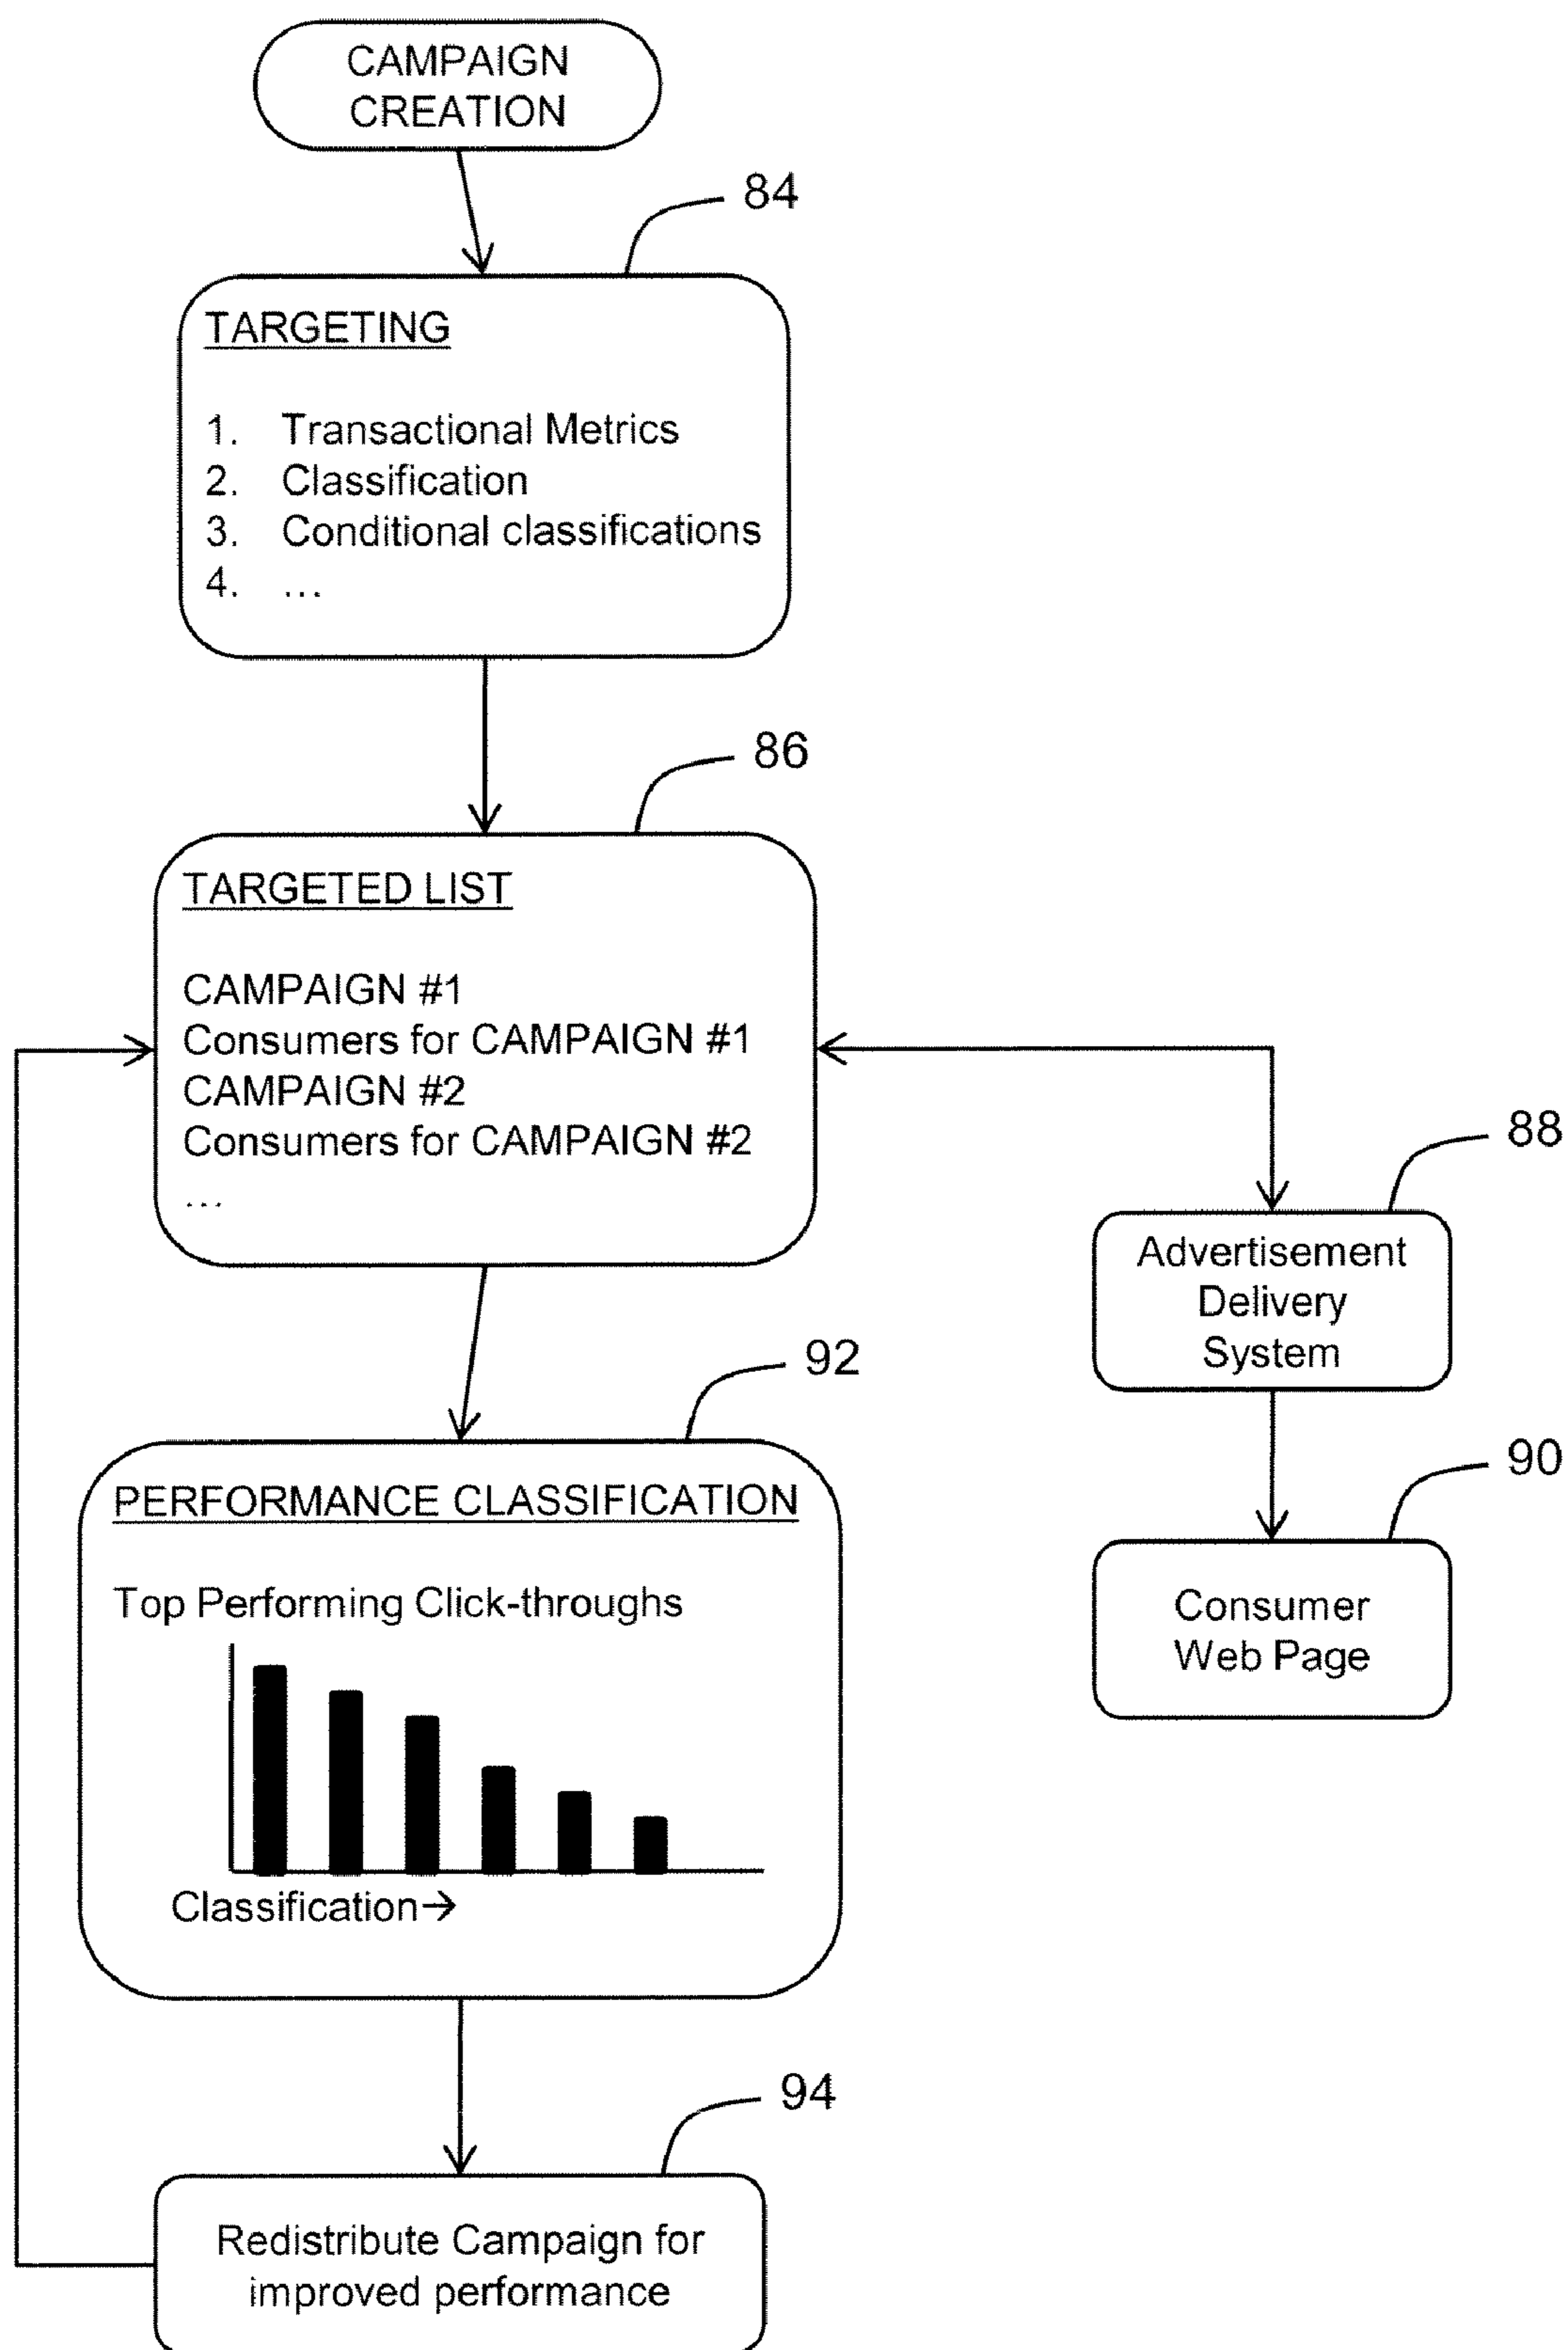 CAMPAIGN
CREATION
84
TARGETING
1. Transactional Metrics
2. Classification
3. Conditional classifications
4. ...
86
TARGETED LIST
CAMPAIGN #1
Consumers for CAMPAIGN #1
CAMPAIGN #2
Consumers for CAMPAIGN #2
...
88
Advertisement
Delivery
System
90
Consumer
Web Page
92
PERFORMANCE CLASSIFICATION
Top Performing Click-throughs
Classification→
94
Redistribute Campaign for
improved performance